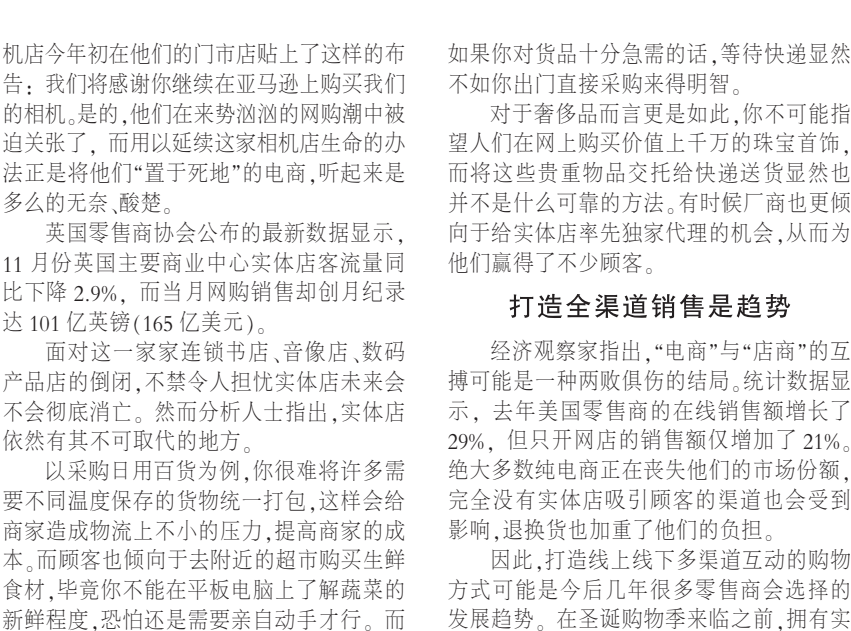 机店今年初在他们的门市店贴上了这样的布
告：我们将感谢你继续在亚马逊上购买我们
的相机。是的,他们在来势汹汹的网购潮中被
迫关张了，而用以延续这家相机店生命的办
法正是将他们“置于死地”的电商,听起来是
多么的无奈、酸楚。
英国零售商协会公布的最新数据显示，
11 月份英国主要商业中心实体店客流量同
比下降 2.9%，而当月网购销售却创月纪录
达 101 亿英镑(165 亿美元)。
面对这一家家连锁书店、音像店、数码
产品店的倒闭,不禁令人担忧实体店未来会
不会彻底消亡。然而分析人士指出,实体店
依然有其不可取代的地方。
以采购日用百货为例,你很难将许多需
要不同温度保存的货物统一打包,这样会给
商家造成物流上不小的压力,提高商家的成
本。而顾客也倾向于去附近的超市购买生鲜
食材,毕竟你不能在平板电脑上了解蔬菜的
新鲜程度,恐怕还是需要亲自动手才行。而
如果你对货品十分急需的话,等待快递显然
不如你出门直接采购来得明智。
对于奢侈品而言更是如此,你不可能指
望人们在网上购买价值上千万的珠宝首饰，
而将这些贵重物品交托给快递送货显然也
并不是什么可靠的方法。有时候厂商也更倾
向于给实体店率先独家代理的机会,从而为
他们赢得了不少顾客。
打造全渠道销售是趋势
经济观察家指出,“电商”与“店商”的互
搏可能是一种两败俱伤的结局。统计数据显
示，去年美国零售商的在线销售额增长了
29%，但只开网店的销售额仅增加了 21%。
绝大多数纯电商正在丧失他们的市场份额，
完全没有实体店吸引顾客的渠道也会受到
影响,退换货也加重了他们的负担。
因此,打造线上线下多渠道互动的购物
方式可能是今后几年很多零售商会选择的
发展趋势。在圣诞购物季来临之前,拥有实